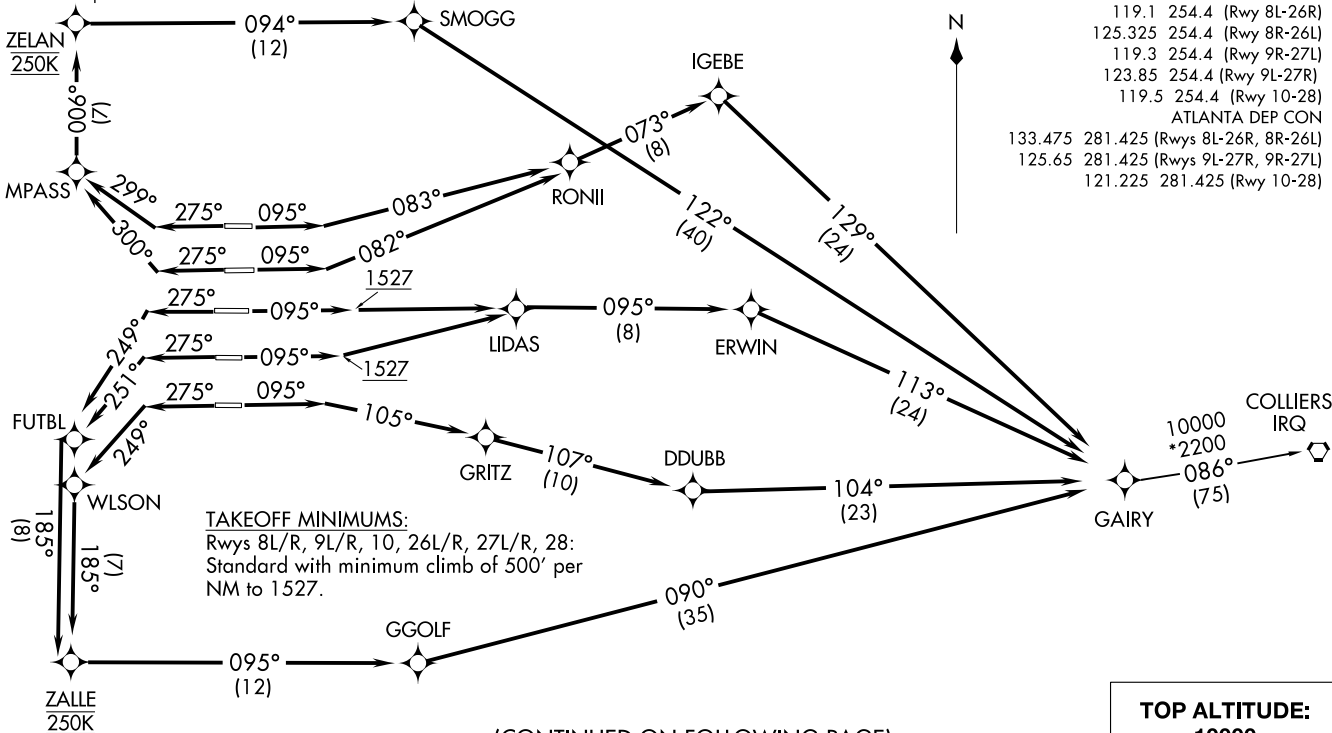 119.1 254.4 (Rwy 8L-26R)
125.325 254.4 (Rwy 8R-26L)
119.3 254.4 (Rwy 9R-27L)
123.85 254.4 (Rwy 9L-27R)
119.5 254.4 (Rwy 10-28)
ATLANTA DEP CON
133.475 281.425 (Rwys 8L-26R, 8R-26L)
125.65 281.425 (Rwys 9L-27R, 9R-27L)
121.225 281.425 (Rwy 10-28)
N
ZELAN
250K
094°
(12)
SMOGG
IGEBE
006°
(7)
073°
(8)
MPASS
RONII
299°
275°
095°
083°
300°
275°
095°
082°
122°
(40)
129°
(24)
275°
095°
1527
249°
LIDAS
095°
(8)
ERWIN
275°
095°
1527
251°
113°
(24)
275°
095°
105°
249°
FUTBL
WLSON
GRITZ
107°
(10)
DDUBB
104°
(23)
GAIRY
10000
*2200
086°
(75)
COLLIERS
IRQ
185°
(8)
185°
(7)
TAKEOFF MINIMUMS:
Rwys 8L/R, 9L/R, 10, 26L/R, 27L/R, 28:
Standard with minimum climb of 500' per
NM to 1527.
090°
(35)
GGOLF
095°
(12)
ZALLE
250K
(CONTINUED ON FOLLOWING PAGE)
TOP ALTITUDE:
10000